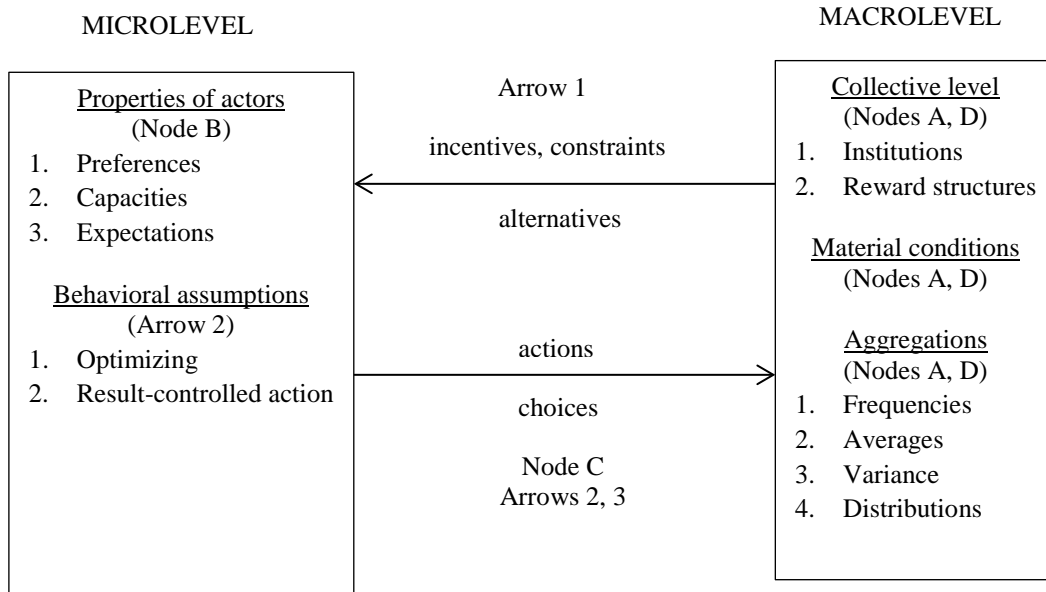 MICROLEVEL
MACROLEVEL
Properties of actors
(Node B)
1. Preferences
2. Capacities
3. Expectations
Behavioral assumptions
(Arrow 2)
1. Optimizing
2. Result-controlled action
Arrow 1
incentives, constraints
alternatives
actions
choices
Node C
Arrows 2, 3
Collective level
(Nodes A, D)
1. Institutions
2. Reward structures
Material conditions
(Nodes A, D)
Aggregations
(Nodes A, D)
1. Frequencies
2. Averages
3. Variance
4. Distributions